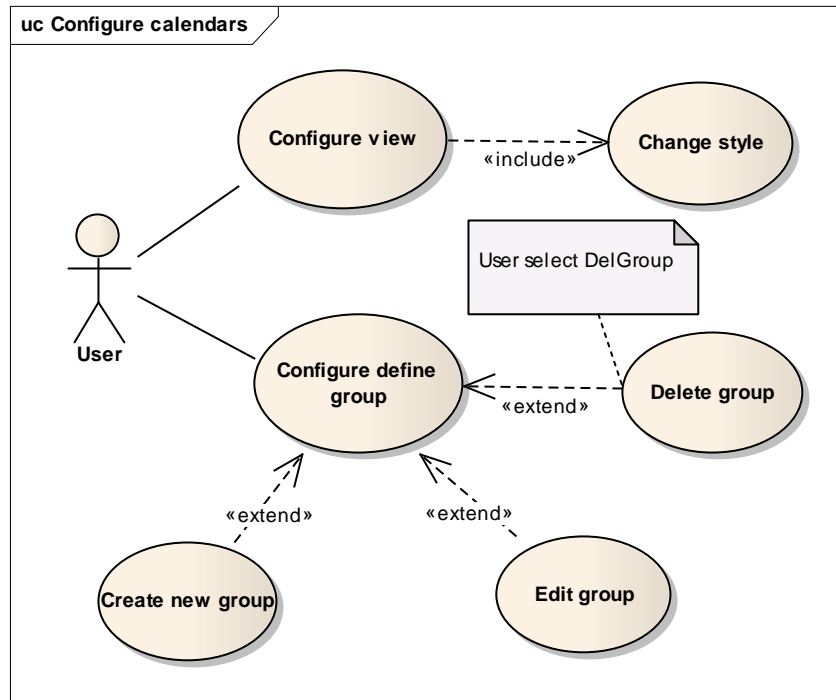 uc Configure calendars
Configure view
«include»
Change style
User select DelGroup
User
Configure define
group
«extend»
Delete group
«extend»
«extend»
Create new group
Edit group